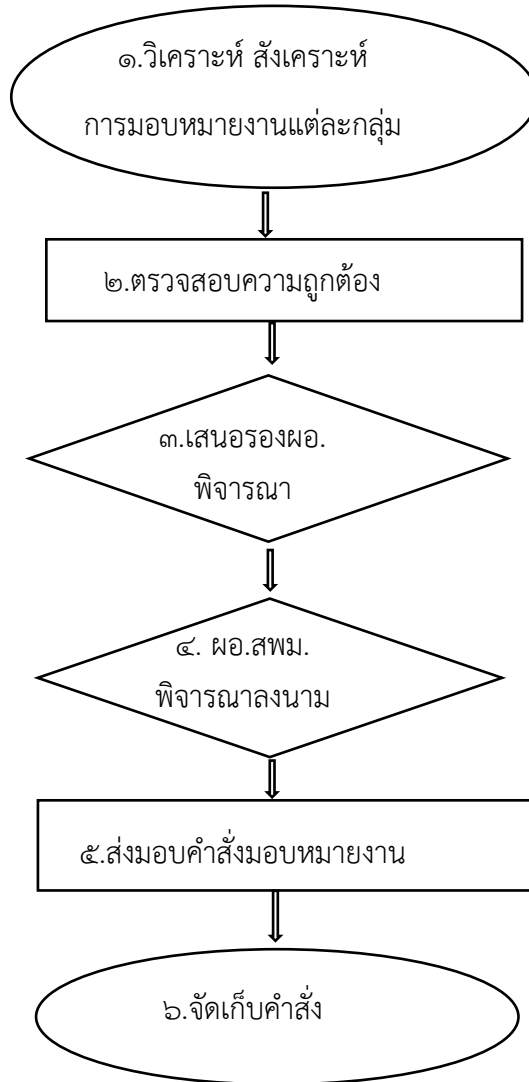 ๑.วิเคราะห์ สังเคราะห์
การมอบหมายงานแต่ละกลุ่ม
๒.ตรวจสอบความถูกต้อง
๓.เสนอรองผอ.
พิจารณา
๔. ผอ.สพม.
พิจารณาลงนาม
๕.ส่งมอบคำสั่งมอบหมายงาน
๖.จัดเก็บคำสั่ง